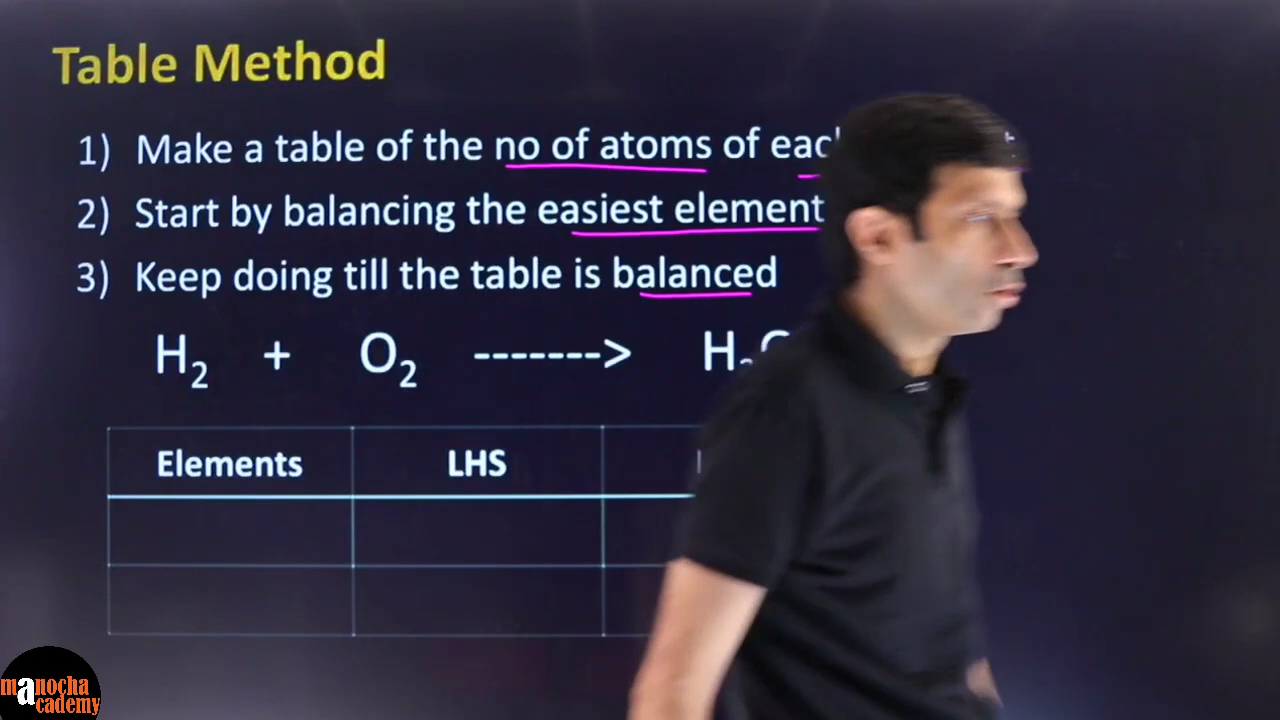 Table Method
1) Make a table of the no of atoms of
2) Start by balancing the easiest element
3) Keep doing till the table is balanced
H₂ + O₂ -------> H₂
Elements LHS
manocha
academy